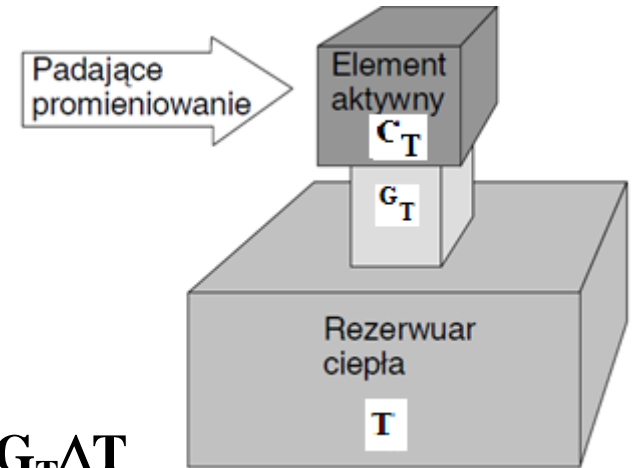 Padające
promieniowanie
Element
aktywny
C_T
G_T
Rezerwuar
ciepła
T
G_TΔT